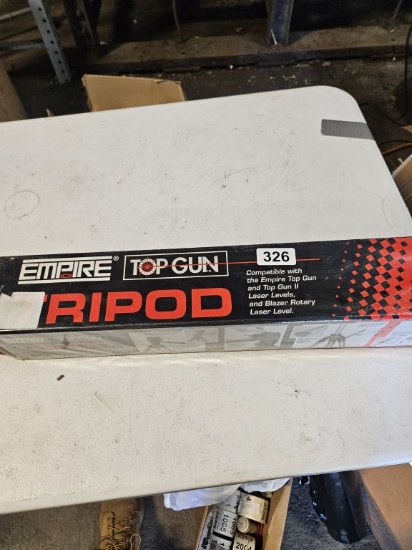 EMPIRE®
TOP GUN
326
TRIPOD
Compatible with
the Empire Top Gun
and Top Gun II
Laser Levels,
and Blazer Rotary
Laser Level.